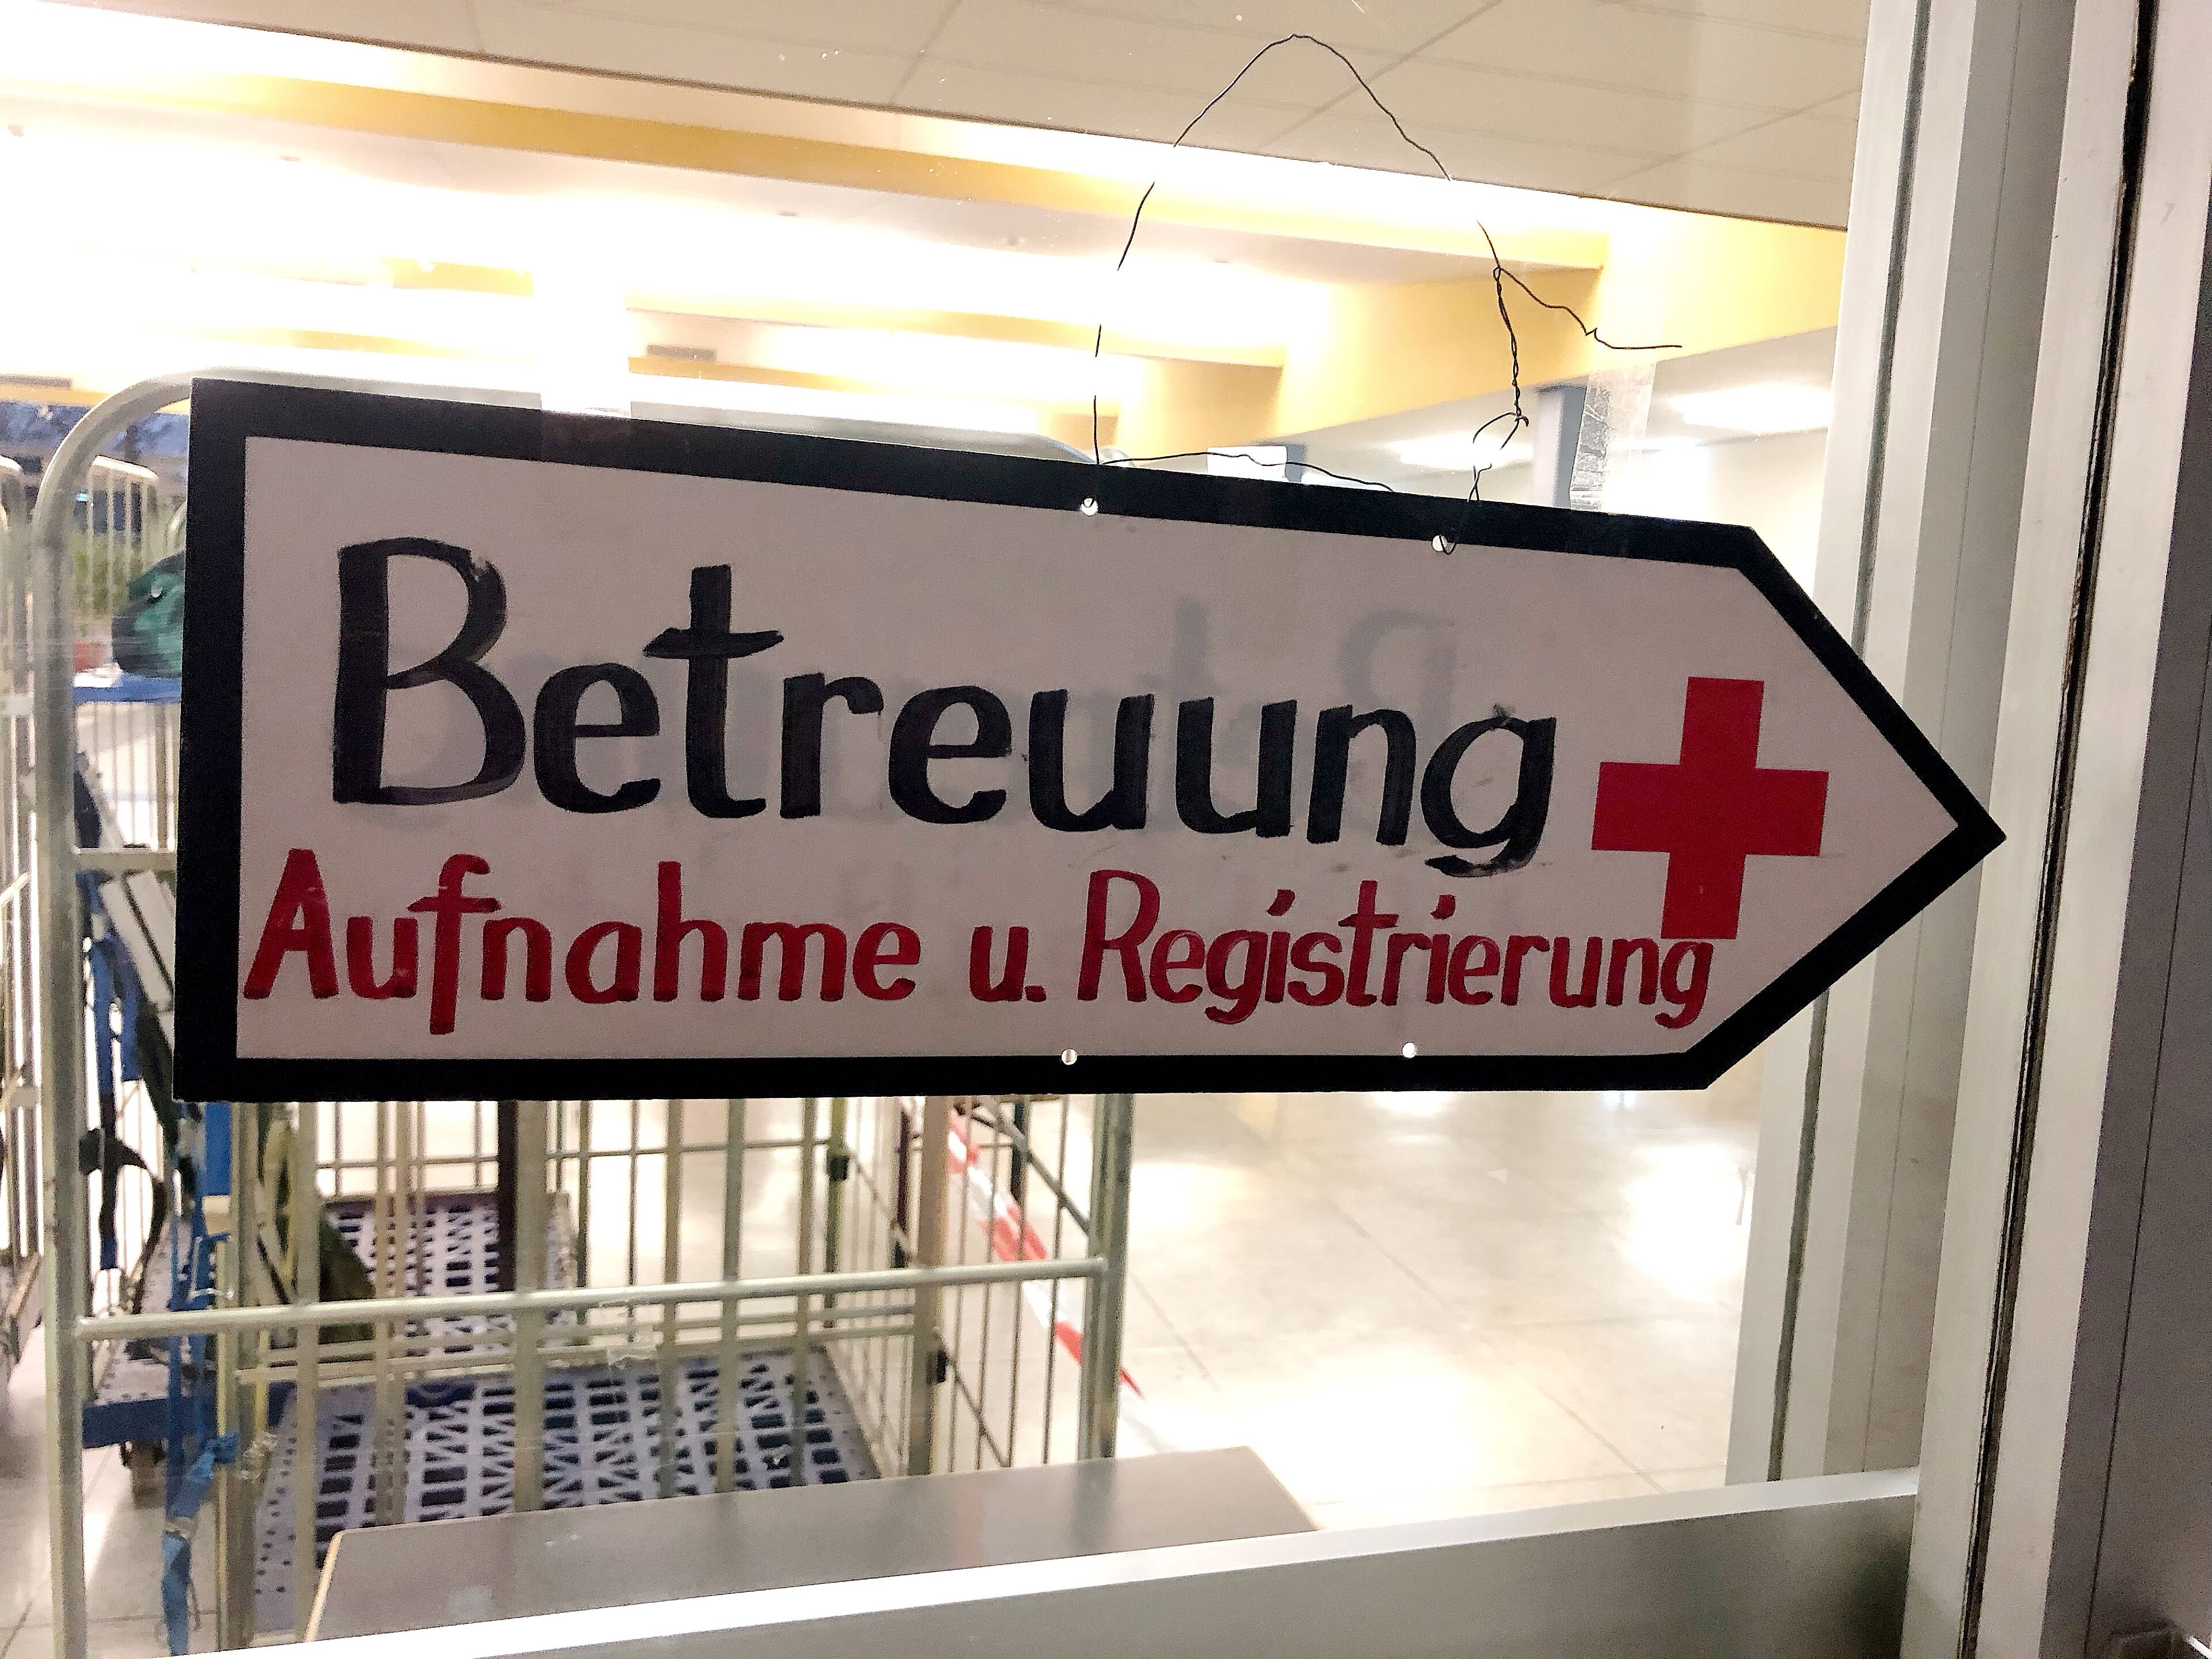 Betreuung
Aufnahme u. Registrierung